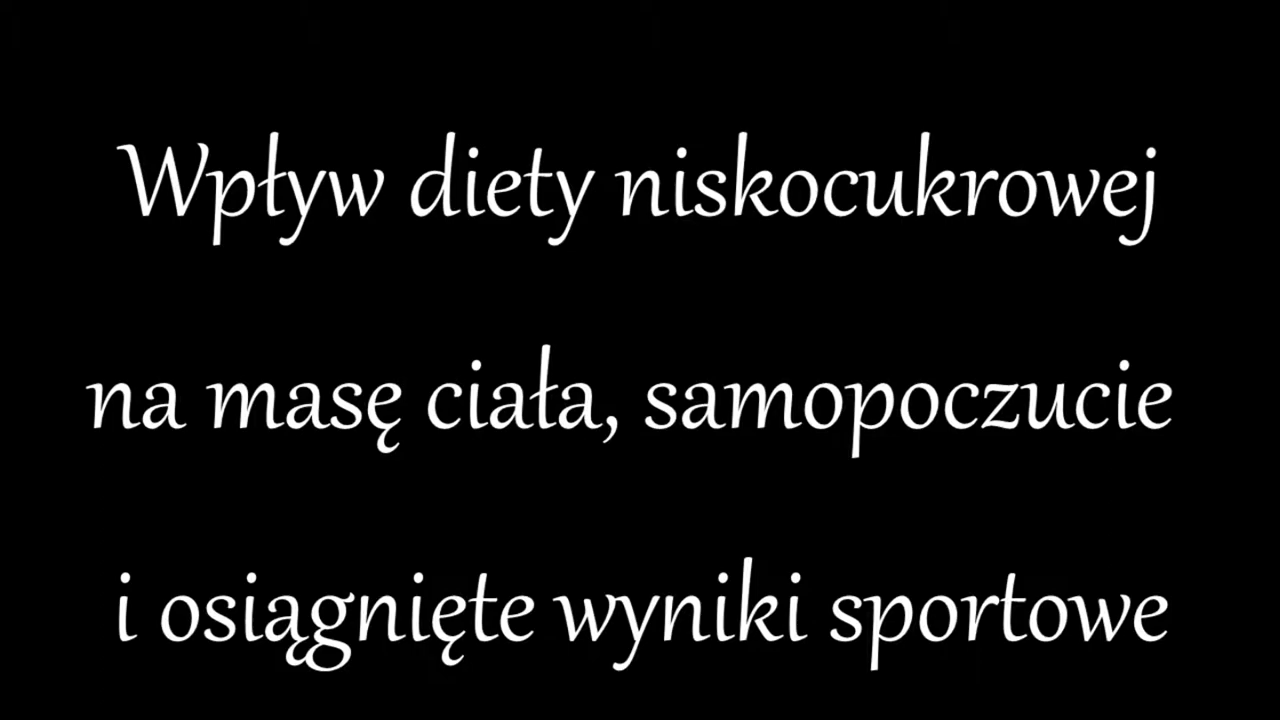 Wpływ diety niskocukrowej
na masę ciała, samopoczucie
i osiągnięte wyniki sportowe